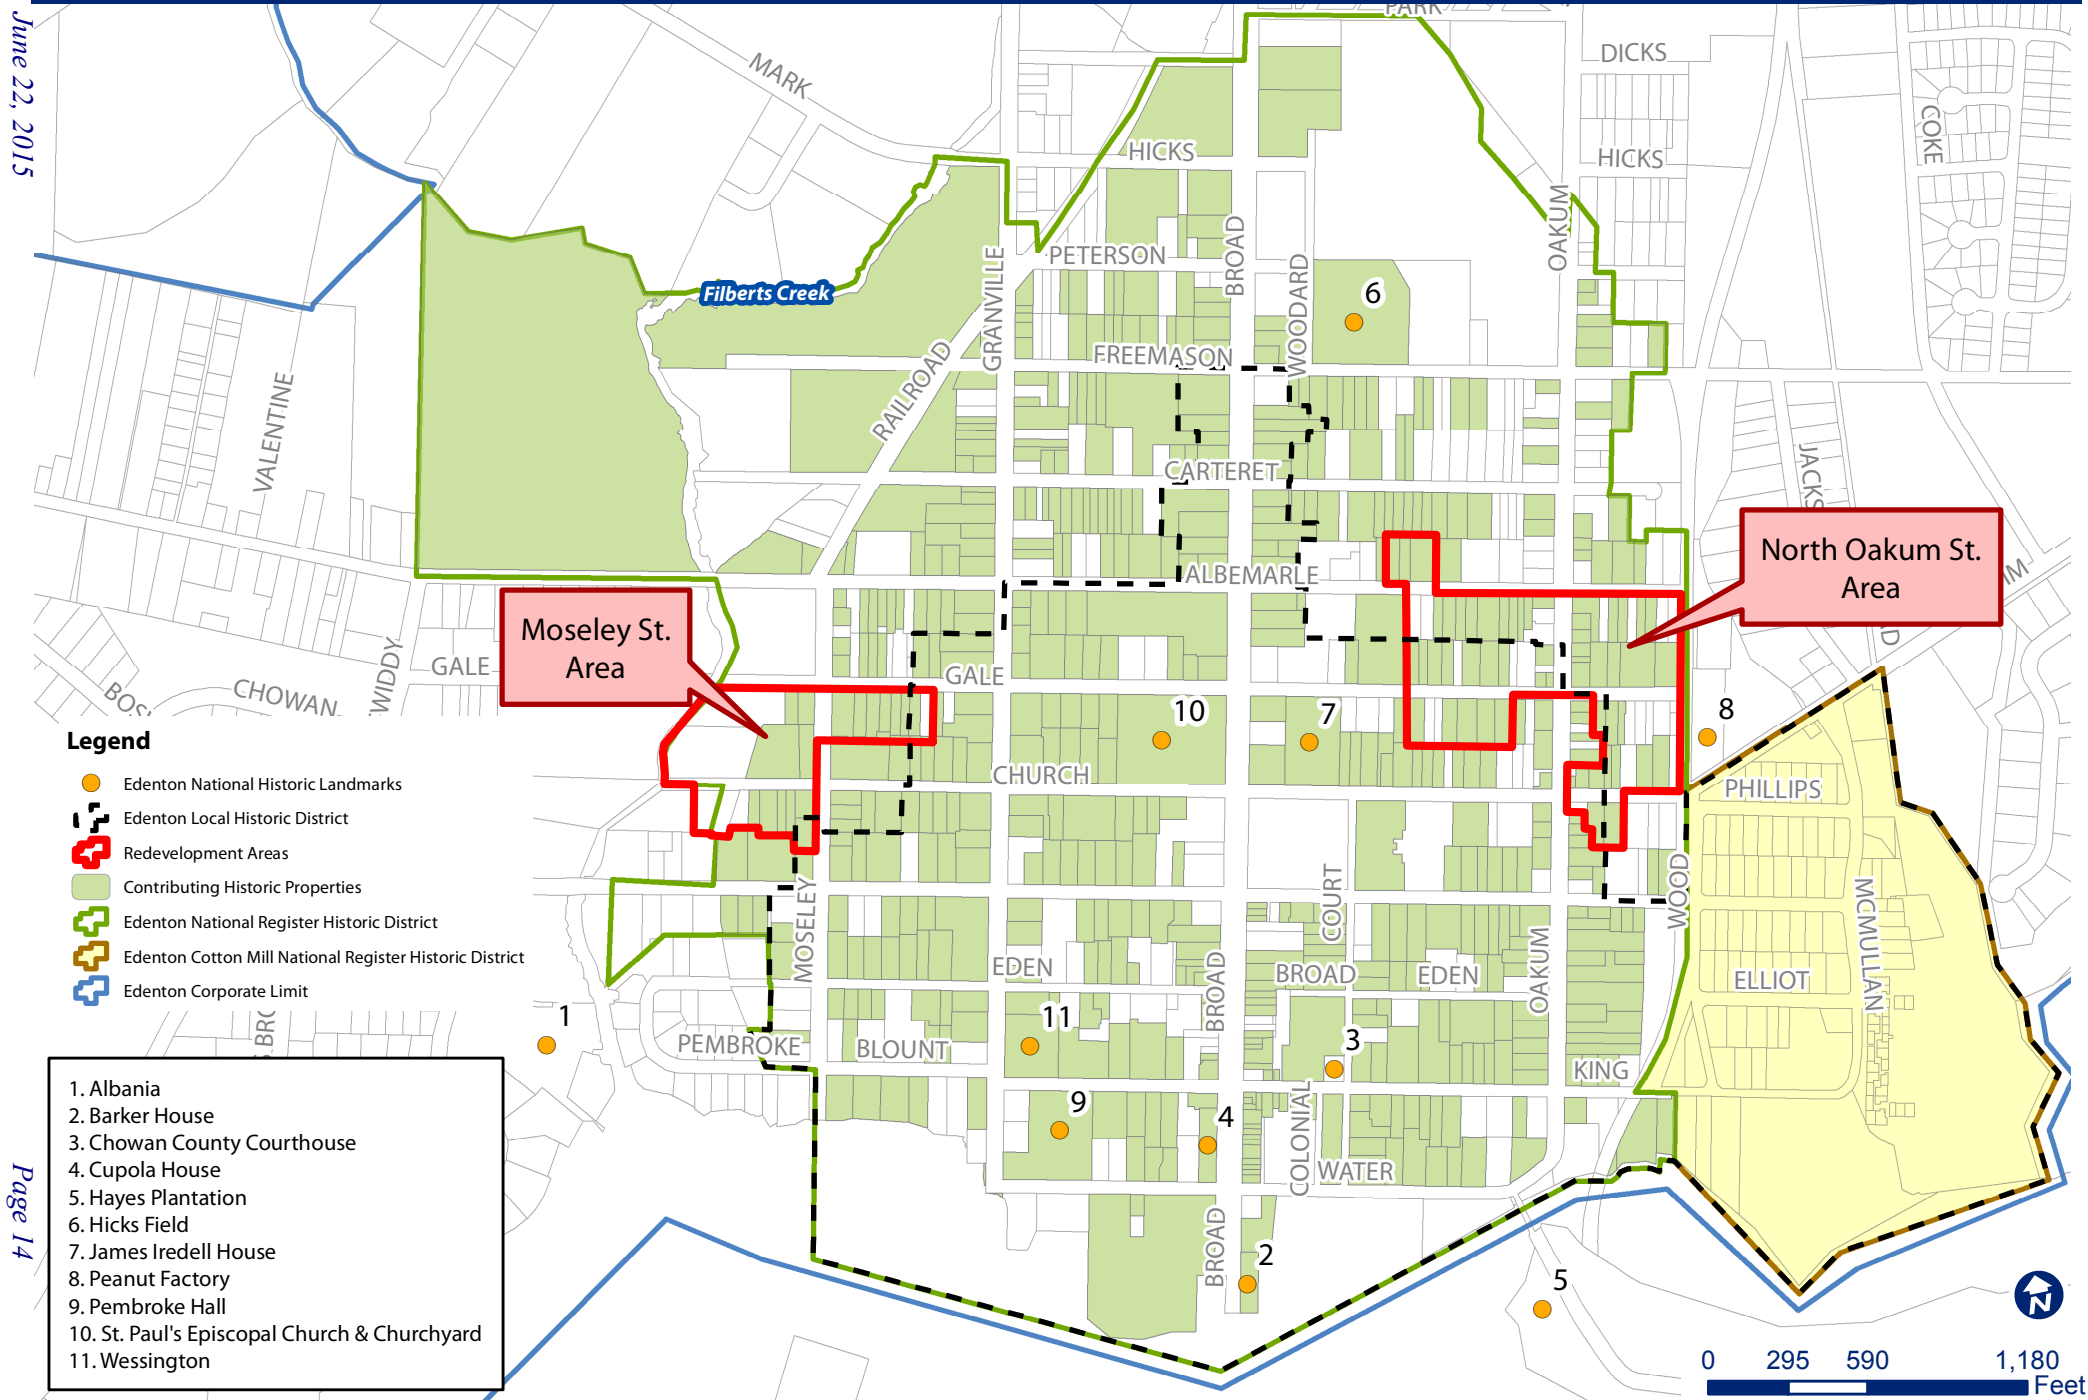 June 22, 2015
Page 14
PARK
DICKS
MARK
COKE
HICKS
HICKS
OAKUM
BROAD
PETERSON
GRANVILLE
WOODARD
Filberts Creek
6
FREEMASON
RAILROAD
VALENTINE
CARTERET
JACKS
North Oakum St.
Area
ALBEMARLE
IM
Moseley St.
Area
GALE
GALE
WIDDY
CHOWAN
BOS
10
7
8
CHURCH
PHILLIPS
Legend
Edenton National Historic Landmarks
Edenton Local Historic District
Redevelopment Areas
Contributing Historic Properties
Edenton National Register Historic District
Edenton Cotton Mill National Register Historic District
Edenton Corporate Limit
COURT
WOOD
MCMULLAN
MOSELEY
EDEN
BROAD
BROAD
EDEN
OAKUM
ELLIOT
1
11
3
PEMBROKE
BLOUNT
KING
9
4
COLONIAL
WATER
BROAD
2
5
1. Albania
2. Barker House
3. Chowan County Courthouse
4. Cupola House
5. Hayes Plantation
6. Hicks Field
7. James Iredell House
8. Peanut Factory
9. Pembroke Hall
10. St. Paul's Episcopal Church & Churchyard
11. Wessington
N
0 295 590 1,180
Feet